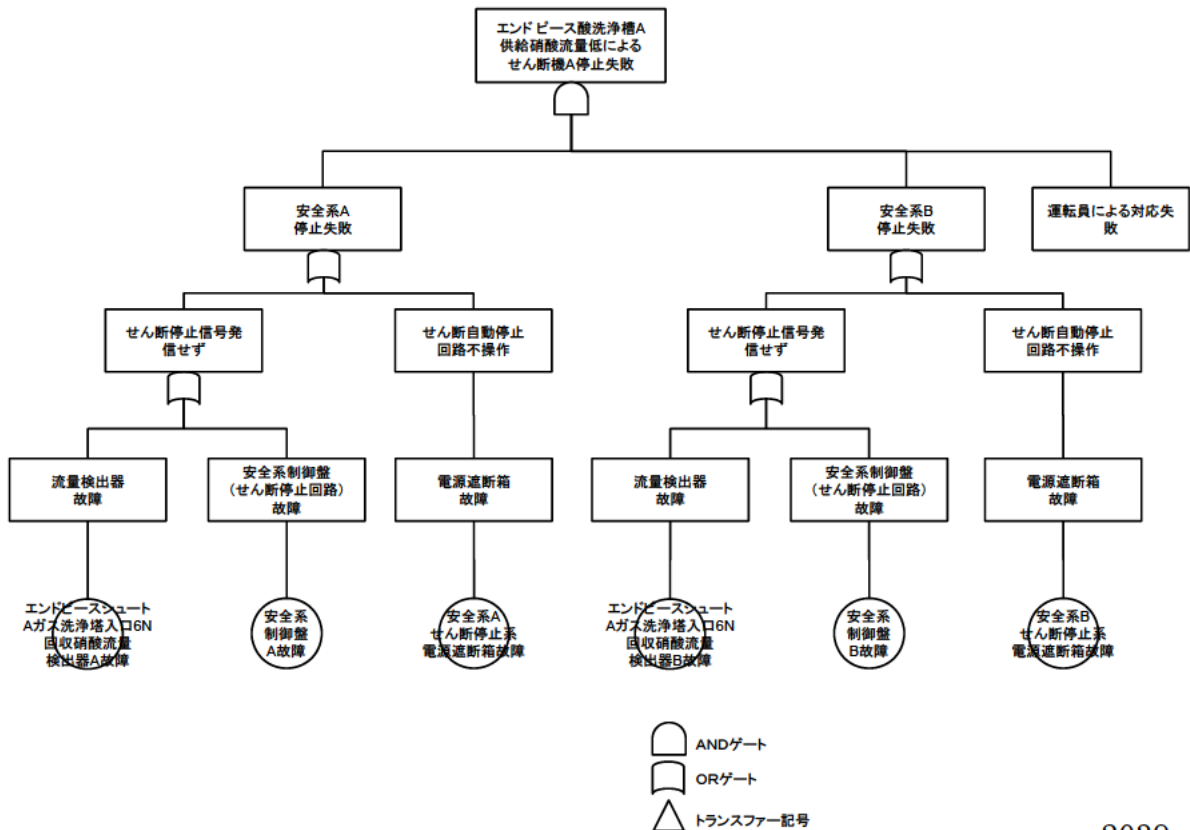 エンドピース酸洗浄槽A
供給硝酸流量低による
せん断機A停止失敗
安全系A
停止失敗
安全系B
停止失敗
運転員による対応失
敗
せん断停止信号発
信せず
せん断自動停止
回路不操作
せん断停止信号発
信せず
せん断自動停止
回路不操作
流量検出器
故障
安全系制御盤
（せん断停止回路）
故障
電源遮断箱
故障
流量検出器
故障
安全系制御盤
（せん断停止回路）
故障
電源遮断箱
故障
エンドピースシュート
Aガス洗浄塔入口6N
回収硝酸流量
検出器A故障
安全系
制御盤
A故障
安全系A
せん断停止系
電源遮断箱故障
エンドピースシュート
Aガス洗浄塔入口6N
回収硝酸流量
検出器B故障
安全系
制御盤
B故障
安全系B
せん断停止系
電源遮断箱故障
ANDゲート
ORゲート
トランスファー記号